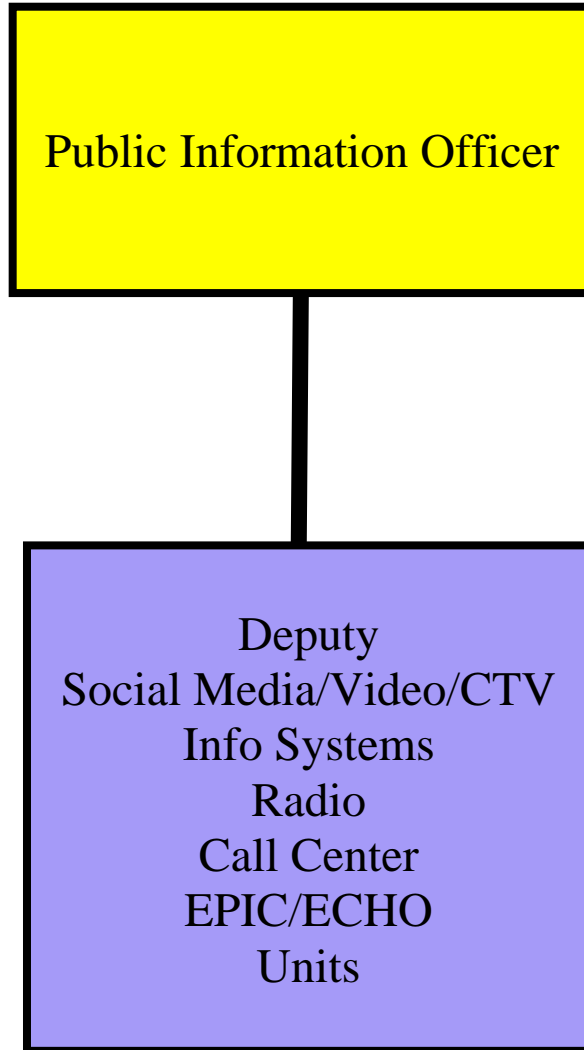 Public Information Officer
Deputy
Social Media/Video/CTV
Info Systems
Radio
Call Center
EPIC/ECHO
Units